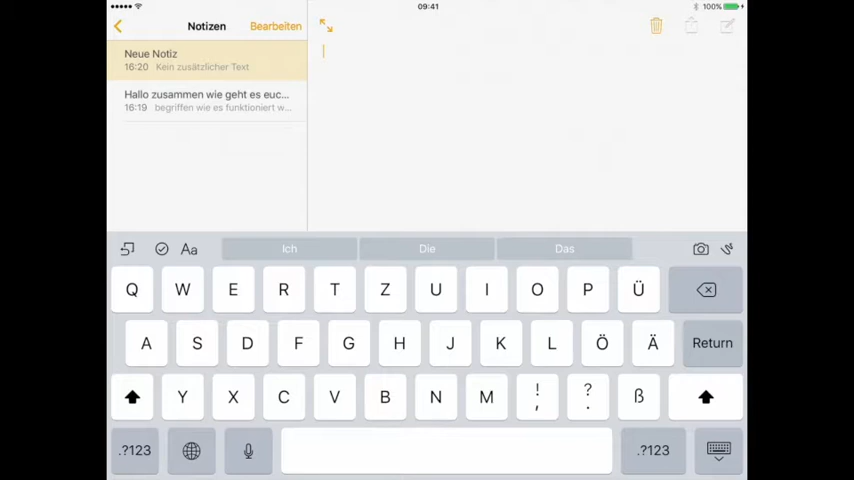 09:41
100%
Notizen
Bearbeiten
Neue Notiz
16:20 Kein zusätzlicher Text
Hallo zusammen wie geht es euc...
16:19 begriffen wie es funktioniert w...
Aa
Ich
Die
Das
Q W E R T Z U I O P Ü
A S D F G H J K L Ö Ä Return
Y X C V B N M ! , ? . ß
.?123
.?123